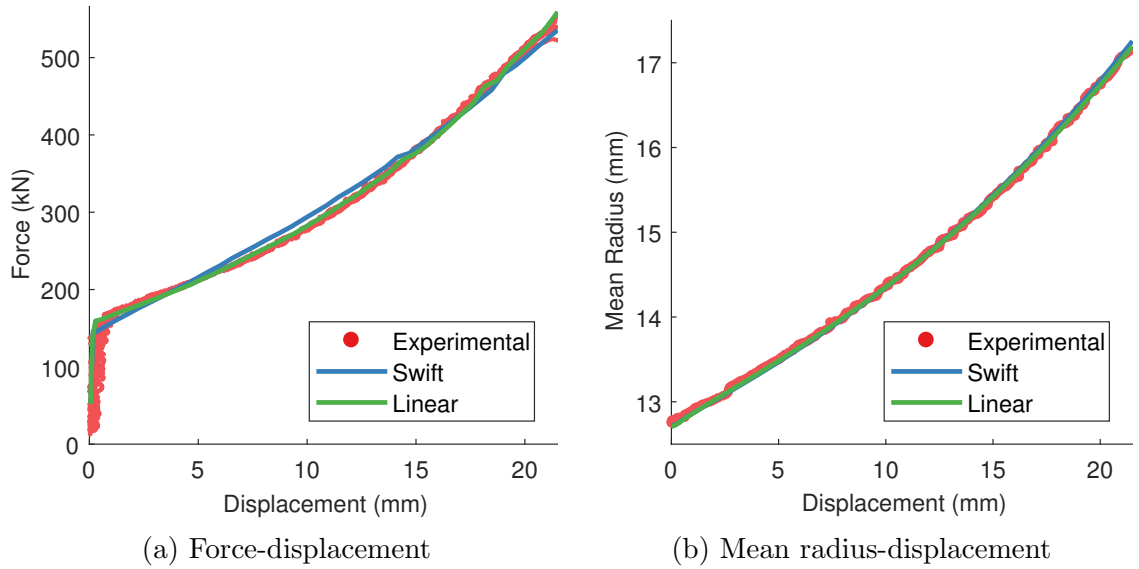 500
400
300
200
100
0
Force (kN)
Experimental
Swift
Linear
0 5 10 15 20
Displacement (mm)
(a) Force-displacement
17
16
15
14
13
Mean Radius (mm)
Experimental
Swift
Linear
0 5 10 15 20
Displacement (mm)
(b) Mean radius-displacement